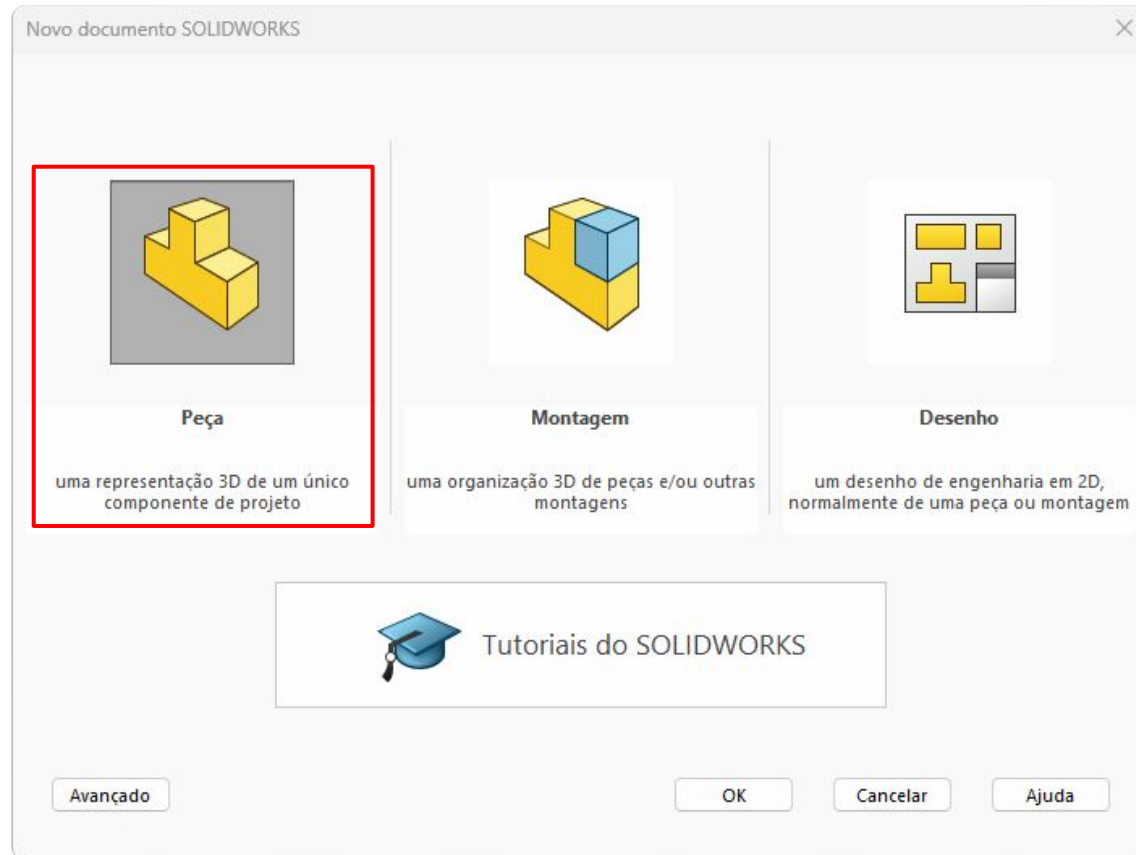 Novo documento SOLIDWORKS
Peça
uma representação 3D de um único
componente de projeto
Montagem
uma organização 3D de peças e/ou outras
montagens
Desenho
um desenho de engenharia em 2D,
normalmente de uma peça ou montagem
Tutoriais do SOLIDWORKS
Avançado
OK
Cancelar
Ajuda